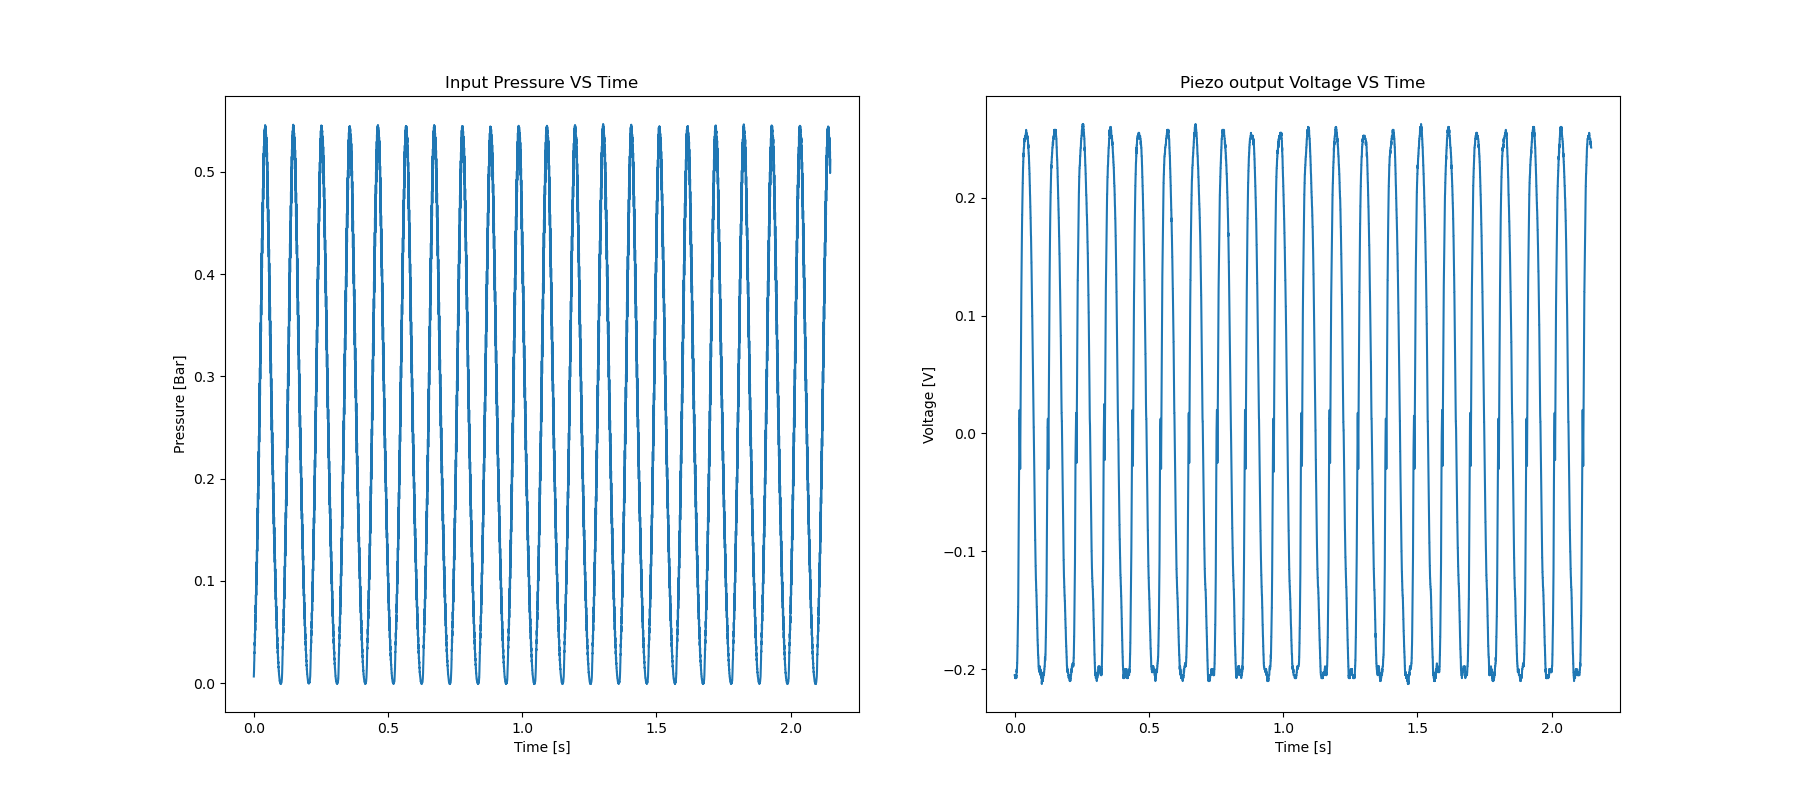 Input Pressure VS Time
Pressure [Bar]
0.5
0.4
0.3
0.2
0.1
0.0
0.0 0.5 1.0 1.5 2.0
Time [s]
Piezo output Voltage VS Time
Voltage [V]
0.2
0.1
0.0
−0.1
−0.2
0.0 0.5 1.0 1.5 2.0
Time [s]